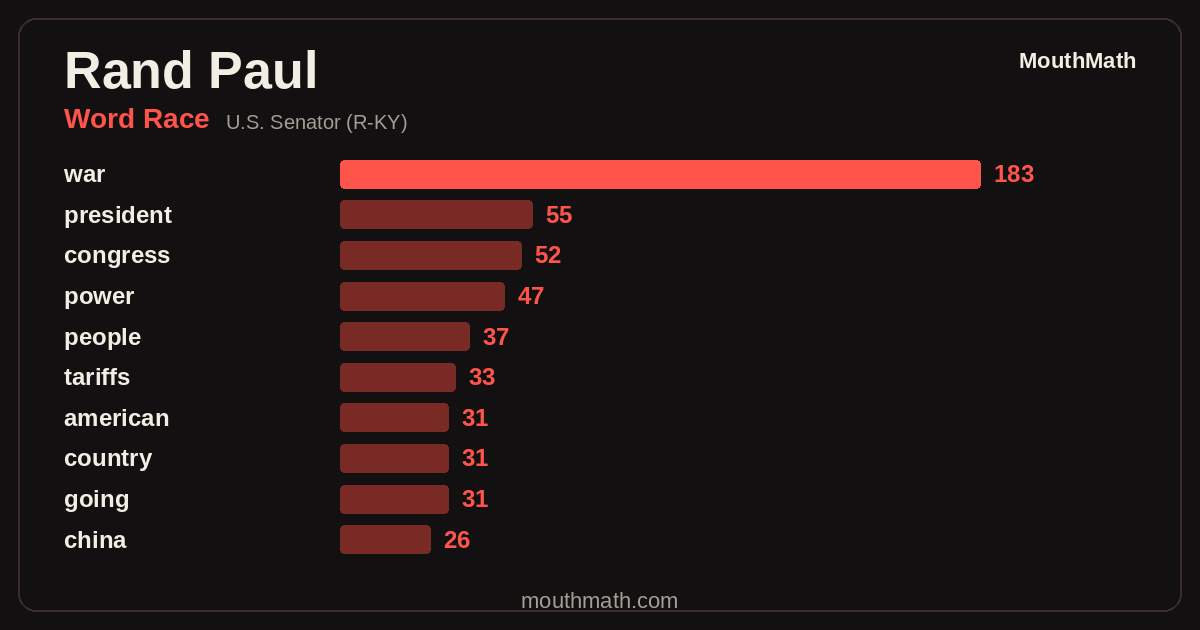 Rand Paul
MouthMath
Word Race U.S. Senator (R-KY)
war 183
president 55
congress 52
power 47
people 37
tariffs 33
american 31
country 31
going 31
china 26
mouthmath.com